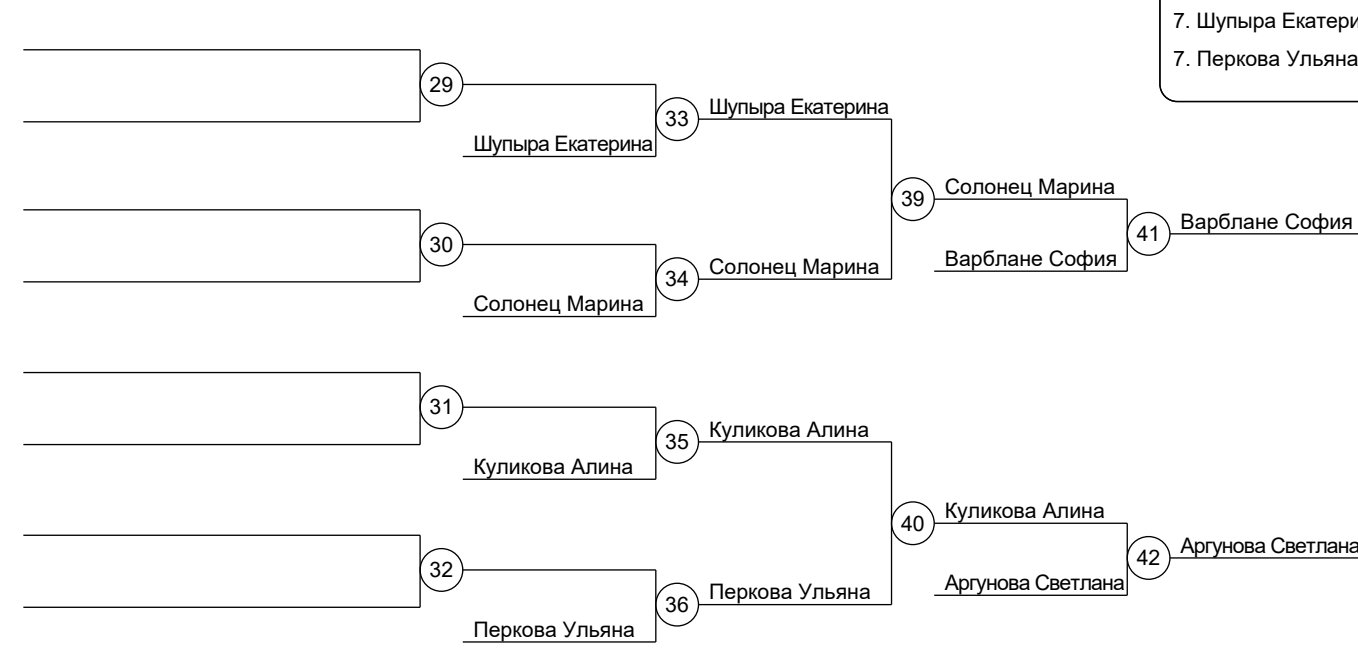 7. Шупыра Екатери
7. Перкова Ульяна
29
33
Шупыра Екатерина
Шупыра Екатерина
39
Солонец Марина
30
34
Солонец Марина
Солонец Марина
Варблане София
41
Варблане София
31
35
Куликова Алина
Куликова Алина
40
Куликова Алина
32
36
Перкова Ульяна
Перкова Ульяна
Аргунова Светлана
42
Аргунова Светлана